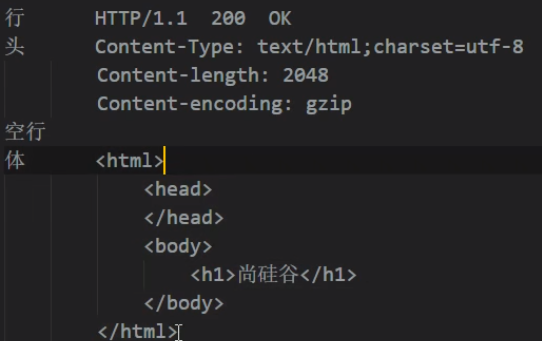 行 HTTP/1.1 200 OK
头 Content-Type: text/html;charset=utf-8
Content-length: 2048
Content-encoding: gzip
空行
体 <html>
<head>
</head>
<body>
<h1>尚硅谷</h1>
</body>
</html>